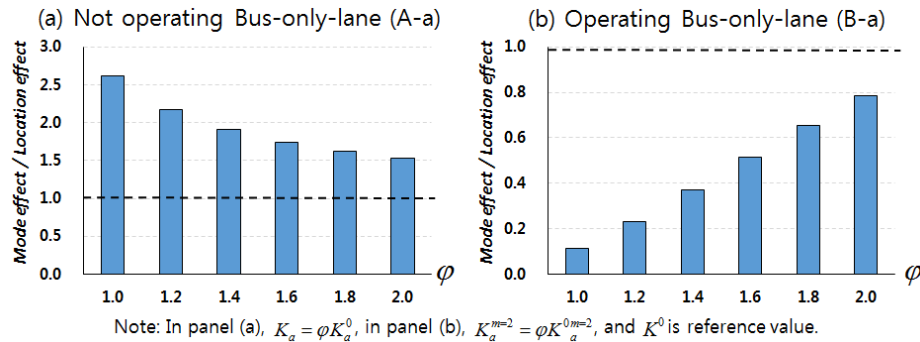 (a) Not operating Bus-only-lane (A-a)
Mode effect / Location effect
3.0
2.5
2.0
1.5
1.0
0.5
0.0
1.0 1.2 1.4 1.6 1.8 2.0
φ
(b) Operating Bus-only-lane (B-a)
Mode effect / Location effect
1.0
0.8
0.6
0.4
0.2
0.0
1.0 1.2 1.4 1.6 1.8 2.0
φ
Note: In panel (a), K_a = φK_a^0, in panel (b), K_a^{m=2} = φK_a^{0m=2}, and K^0 is reference value.